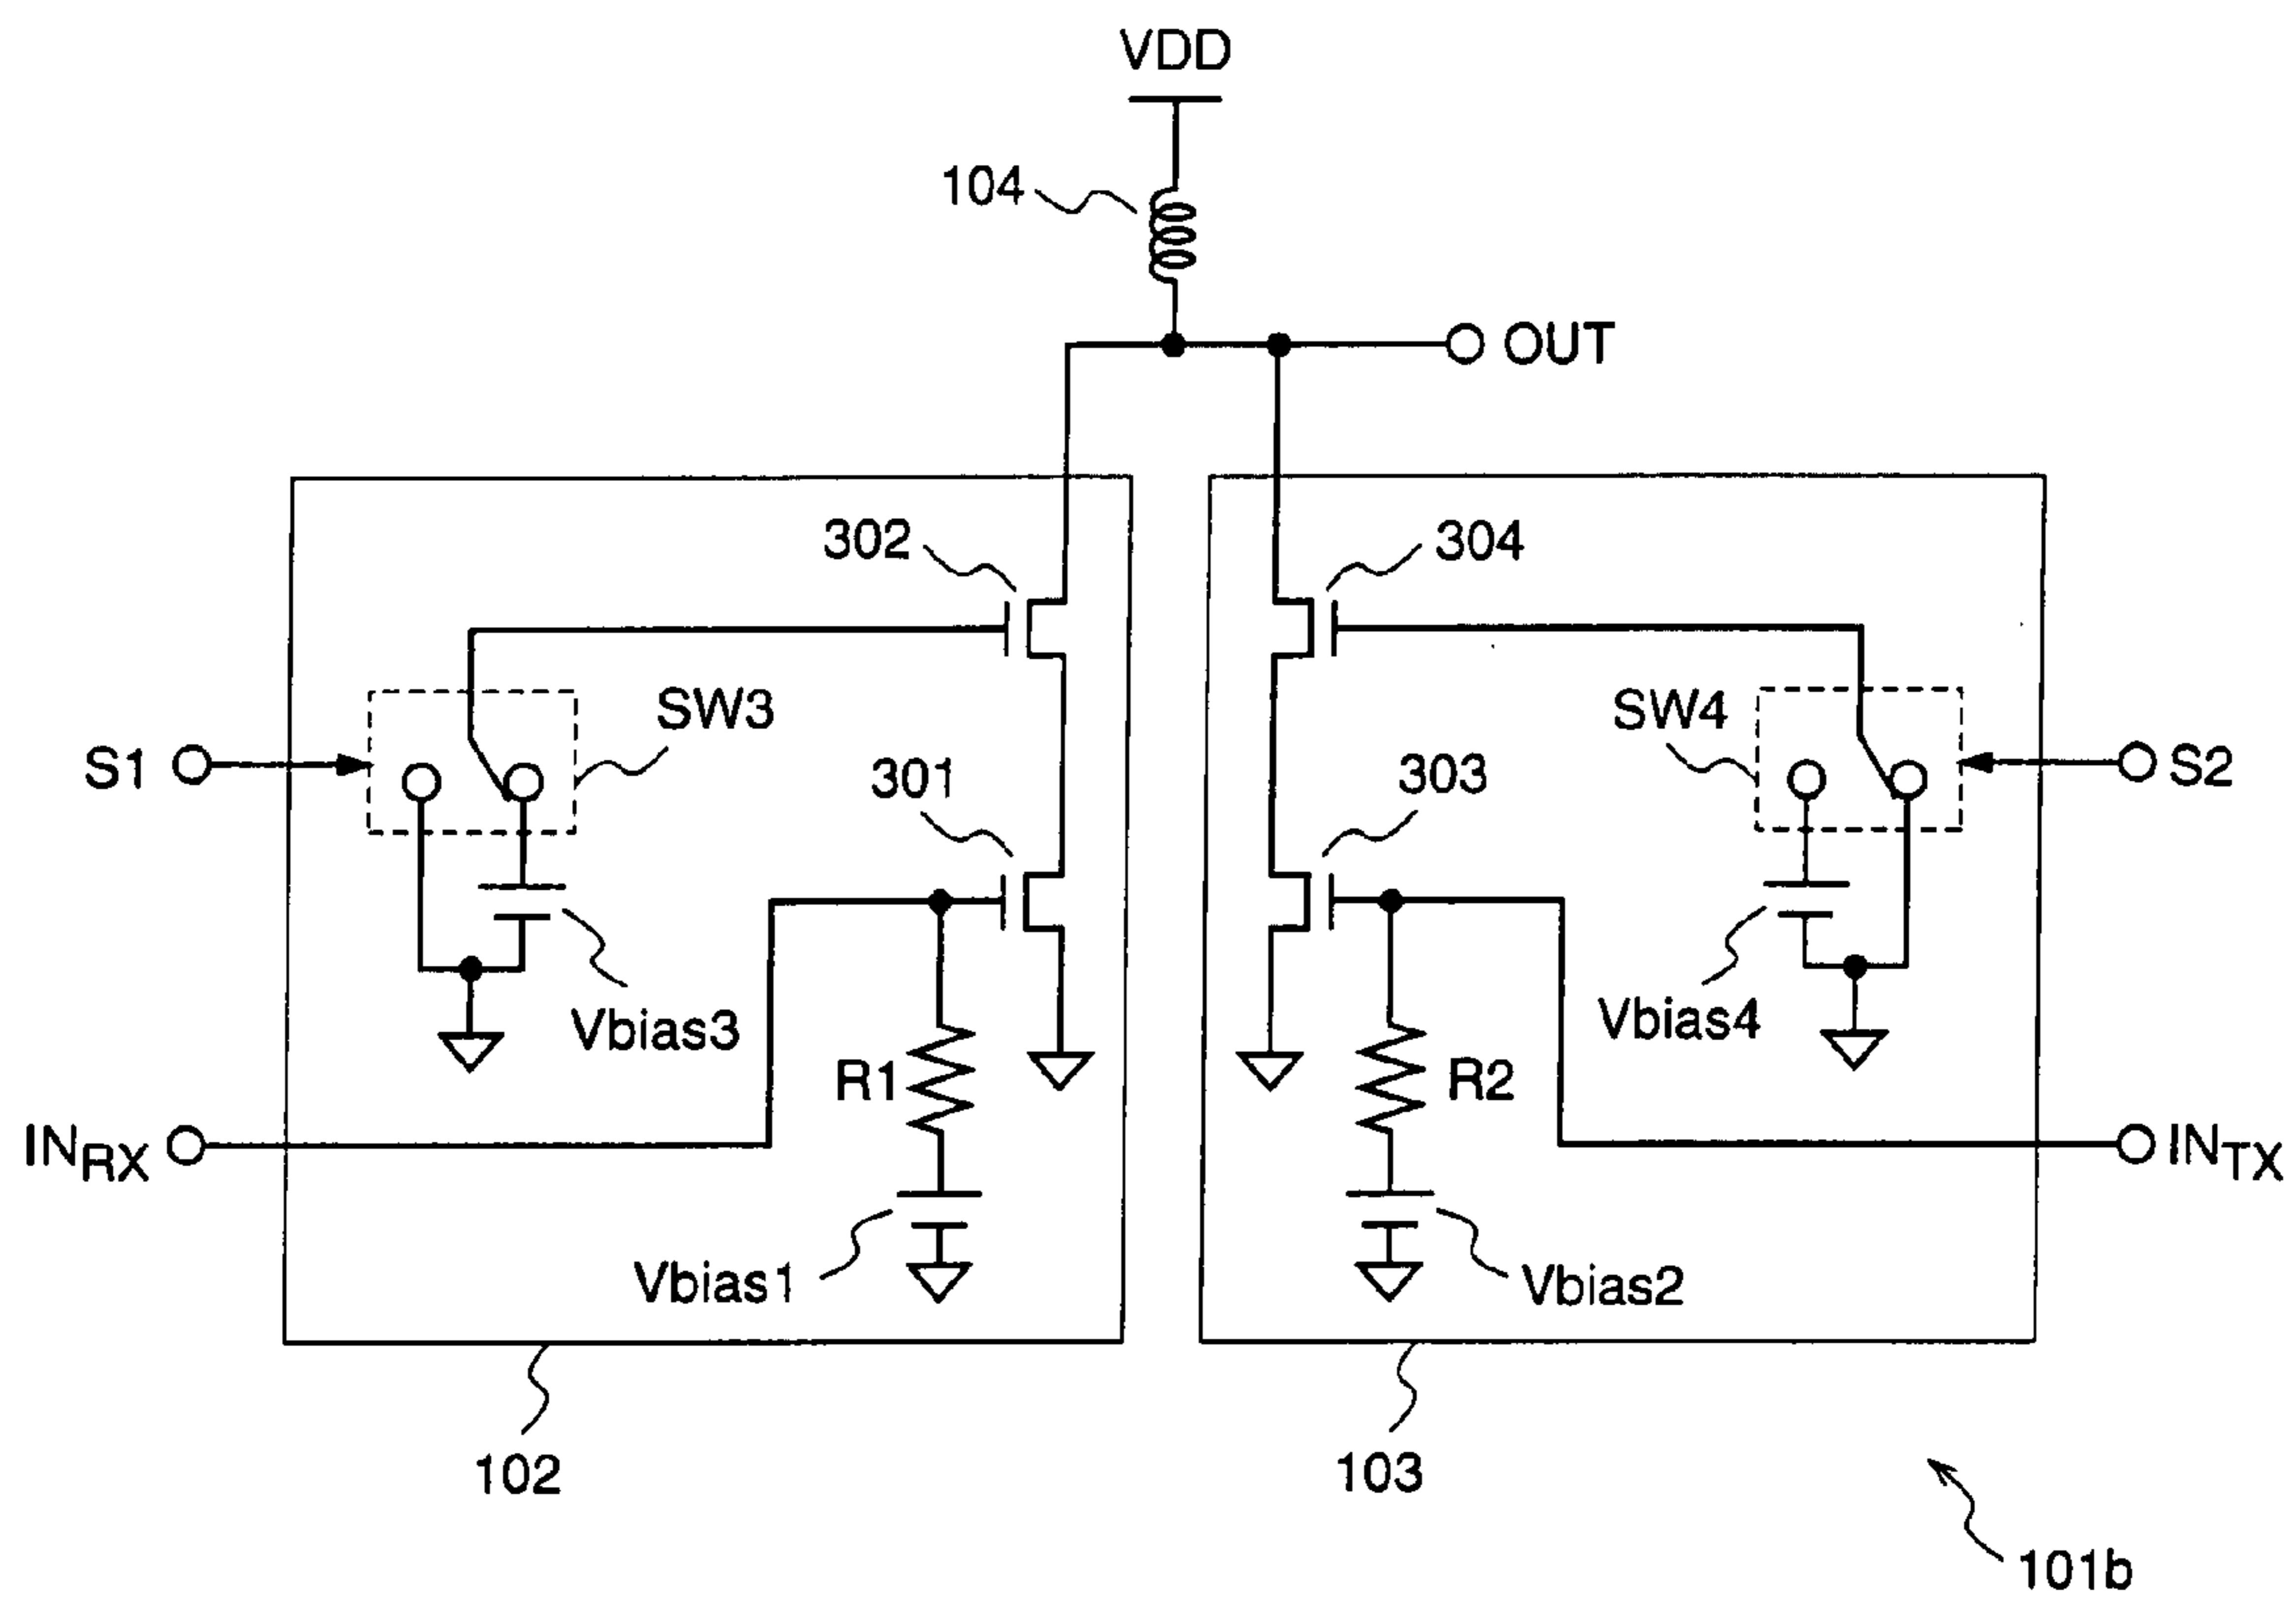 VDD
104
OUT
302
304
SW3
SW4
S1
S2
301
303
Vbias3
Vbias4
R1
R2
INRX
INTX
Vbias1
Vbias2
102
103
101b